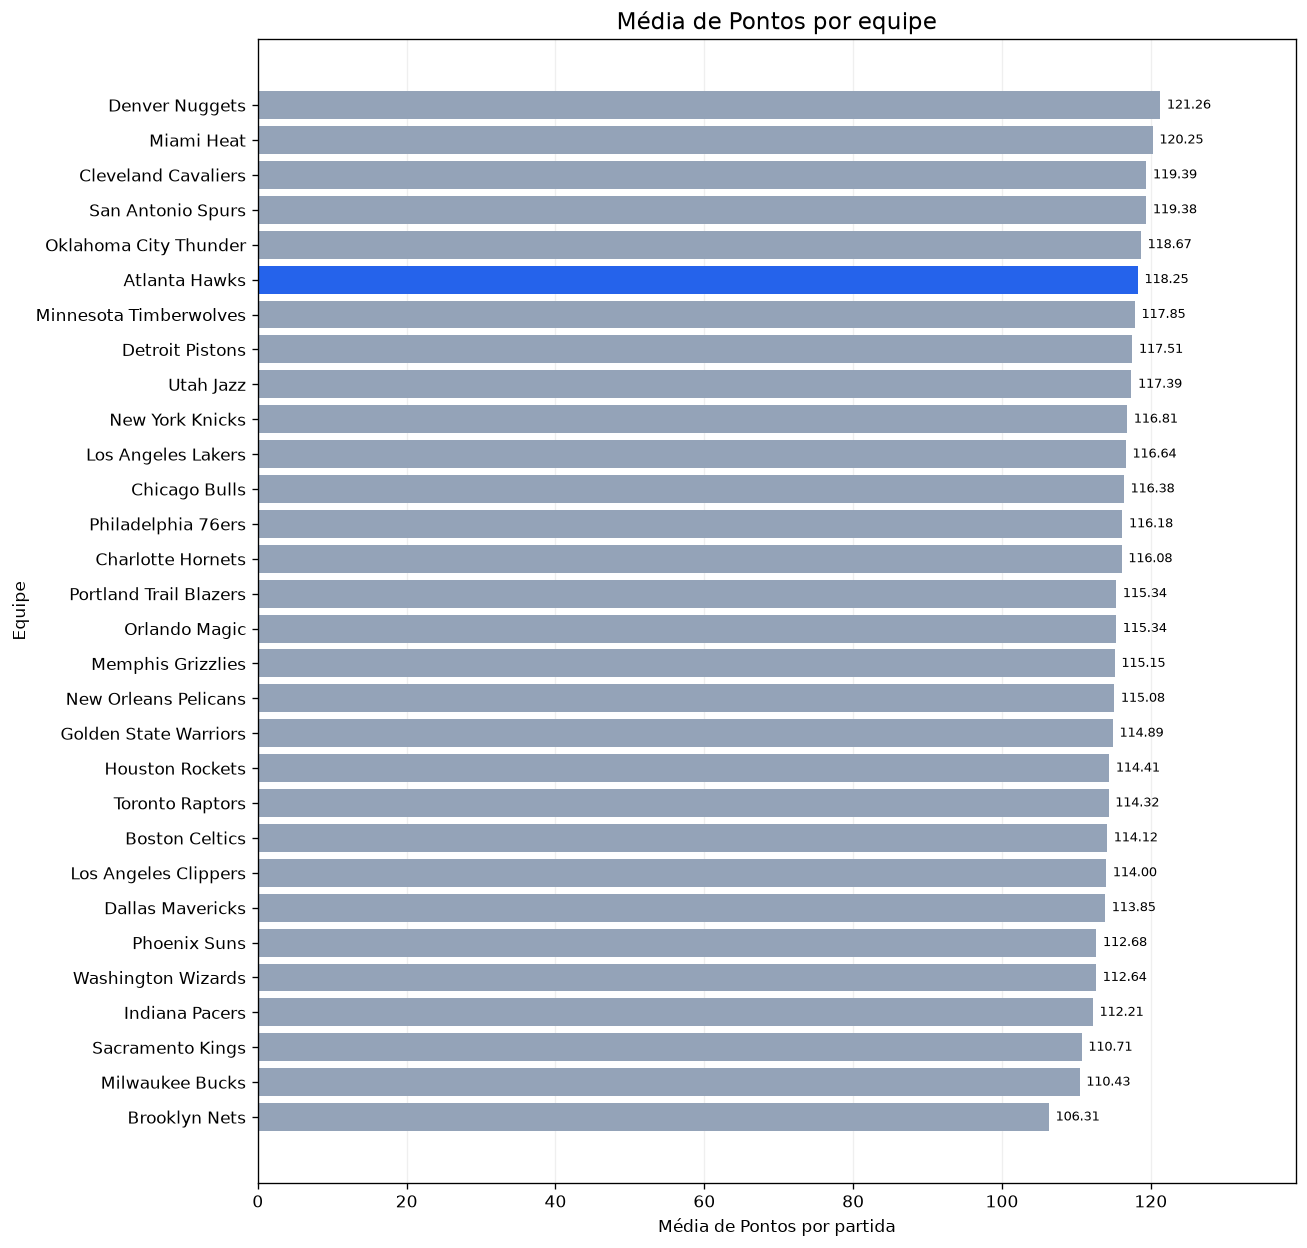 Média de Pontos por equipe
Denver Nuggets 121.26
Miami Heat 120.25
Cleveland Cavaliers 119.39
San Antonio Spurs 119.38
Oklahoma City Thunder 118.67
Atlanta Hawks 118.25
Minnesota Timberwolves 117.85
Detroit Pistons 117.51
Utah Jazz 117.39
New York Knicks 116.81
Los Angeles Lakers 116.64
Chicago Bulls 116.38
Philadelphia 76ers 116.18
Charlotte Hornets 116.08
Portland Trail Blazers 115.34
Orlando Magic 115.34
Memphis Grizzlies 115.15
New Orleans Pelicans 115.08
Golden State Warriors 114.89
Houston Rockets 114.41
Toronto Raptors 114.32
Boston Celtics 114.12
Los Angeles Clippers 114.00
Dallas Mavericks 113.85
Phoenix Suns 112.68
Washington Wizards 112.64
Indiana Pacers 112.21
Sacramento Kings 110.71
Milwaukee Bucks 110.43
Brooklyn Nets 106.31
Equipe
0 20 40 60 80 100 120
Média de Pontos por partida